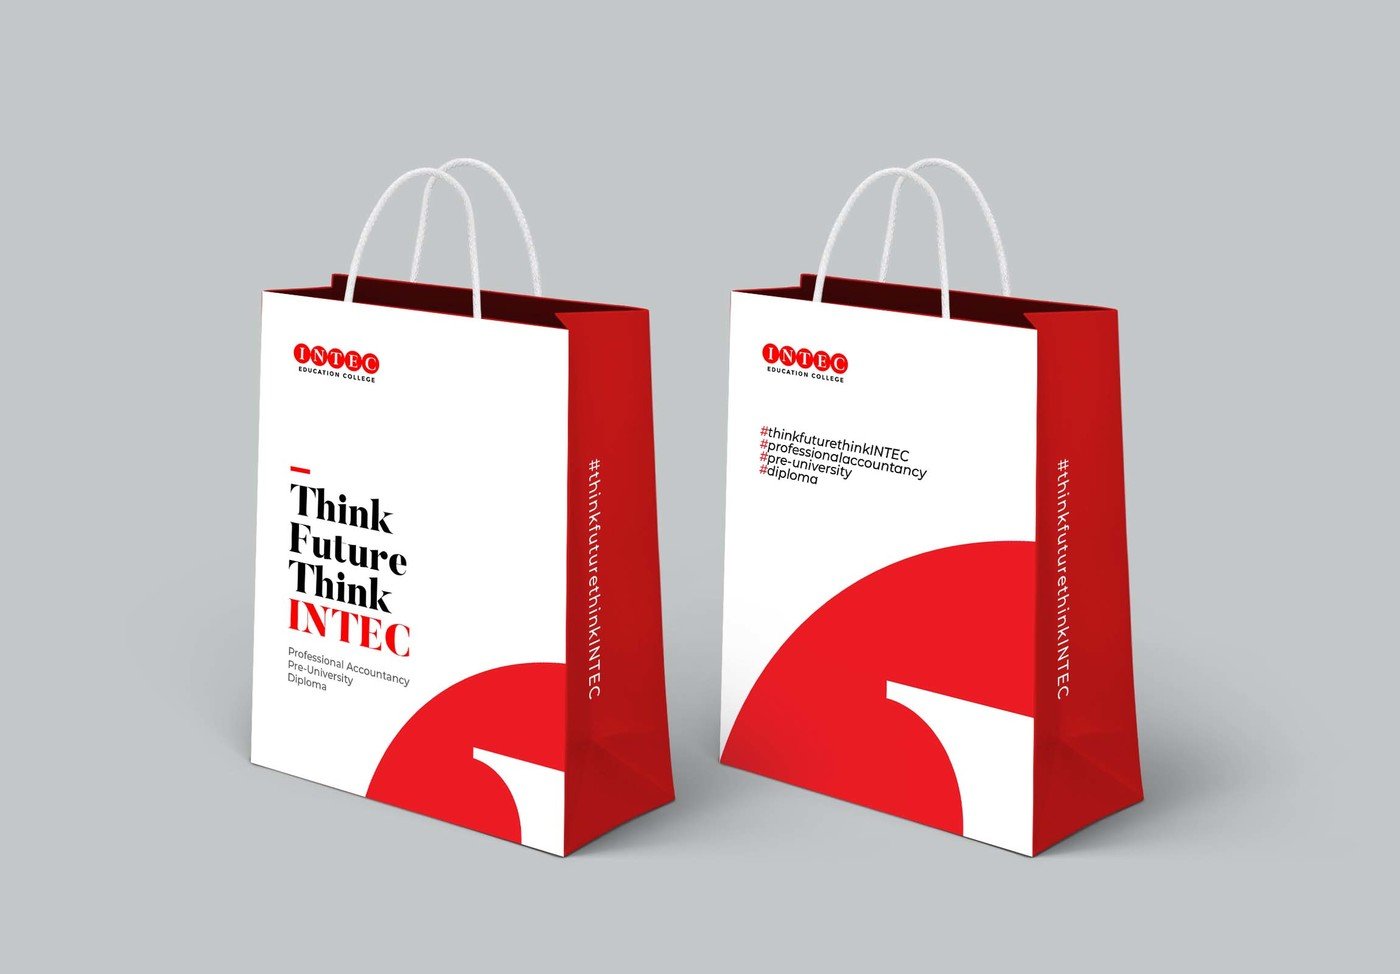 INTEC
EDUCATION COLLEGE
Think
Future
Think
INTEC
Professional Accountancy
Pre-University
Diploma
#thinkfuturethinkINTEC
INTEC
EDUCATION COLLEGE
#thinkfuturethinkINTEC
#professionalaccountancy
#pre-university
#diploma
#thinkfuturethinkINTEC